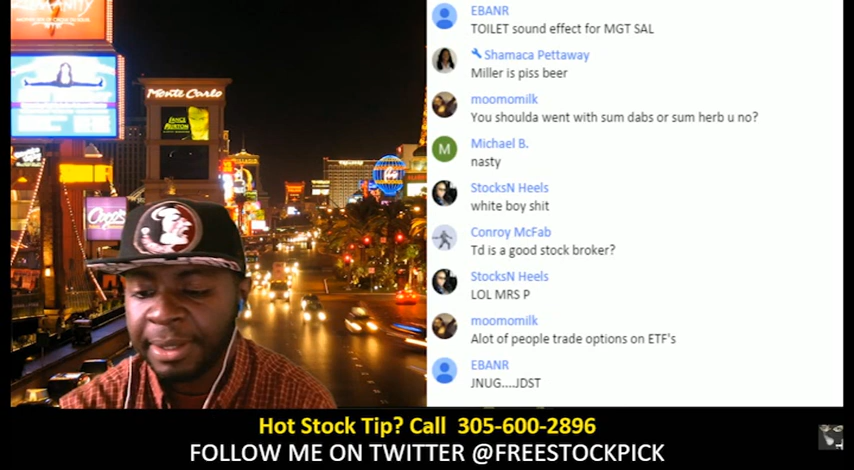 Monte Carlo
EBANR
TOILET sound effect for MGT SAL
Shamaca Pettaway
Miller is piss beer
moomomilk
You shoulda went with sum dabs or sum herb u no?
M
Michael B.
nasty
StocksN Heels
white boy shit
Conroy McFab
Td is a good stock broker?
StocksN Heels
LOL MRS P
moomomilk
Alot of people trade options on ETF's
EBANR
JNUG....JDST
Hot Stock Tip? Call 305-600-2896
FOLLOW ME ON TWITTER @FREESTOCKPICK